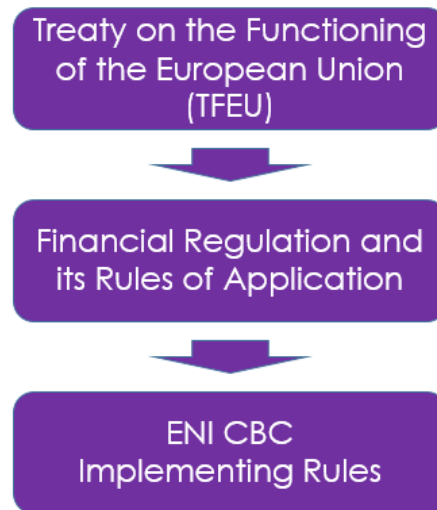 Treaty on the Functioning
of the European Union
(TFEU)
Financial Regulation and
its Rules of Application
ENI CBC
Implementing Rules